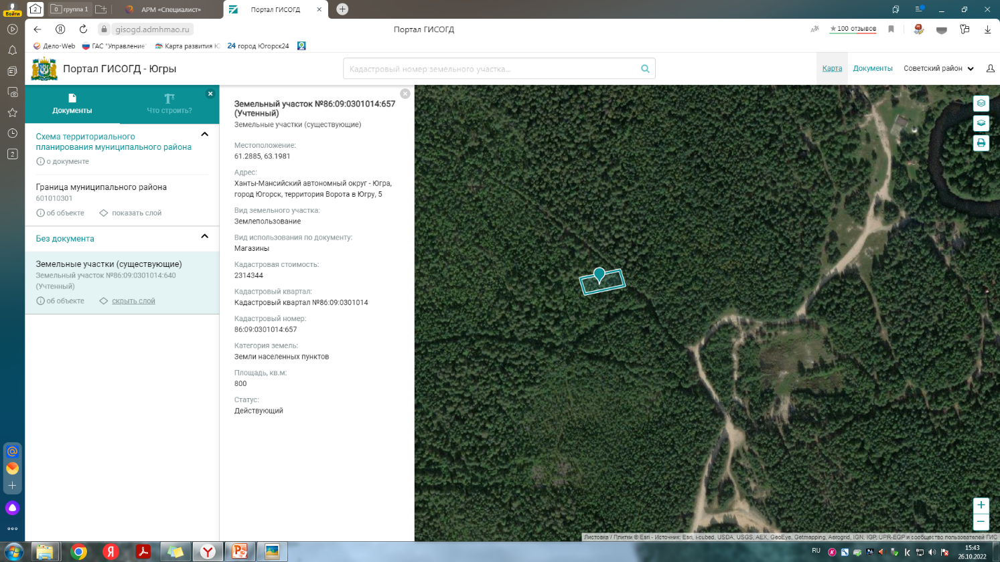 Войти
2
0 группа 1
АРМ «Специалист»
Портал ГИСОГД
gisogd.admhmao.ru
Портал ГИСОГД
★ 100 отзывов
Дело-Web
ГАС "Управление"
Карта развития Ю
24 город Югорск24
Портал ГИСОГД - Югры
Кадастровый номер земельного участка...
Карта
Документы
Советский район
Документы
Что строить?
Схема территориального
планирования муниципального района
о документе
Граница муниципального района
601010301
об объекте
показать слой
Без документа
Земельные участки (существующие)
Земельный участок №86:09:0301014:640
(Учтенный)
об объекте
скрыть слой
2
Земельный участок №86:09:0301014:657
(Учтенный)
Земельные участки (существующие)
Местоположение:
61.2885, 63.1981
Адрес:
Ханты-Мансийский автономный округ - Югра,
город Югорск, территория Ворота в Югру, 5
Вид земельного участка:
Землепользование
Вид использования по документу:
Магазины
Кадастровая стоимость:
2314344
Кадастровый квартал:
Кадастровый квартал №86:09:0301014
Кадастровый номер:
86:09:0301014:657
Категория земель:
Земли населенных пунктов
Площадь, кв.м:
800
Статус:
Действующий
+
−
Листовка / Плитки © Esri - Источник: Esri, i-cubed, USDA, USGS, AEX, GeoEye, Getmapping, Aerogrid, IGN, IGP, UPR-EGP и сообщество пользователей ГИС
RU
15:43
26.10.2022